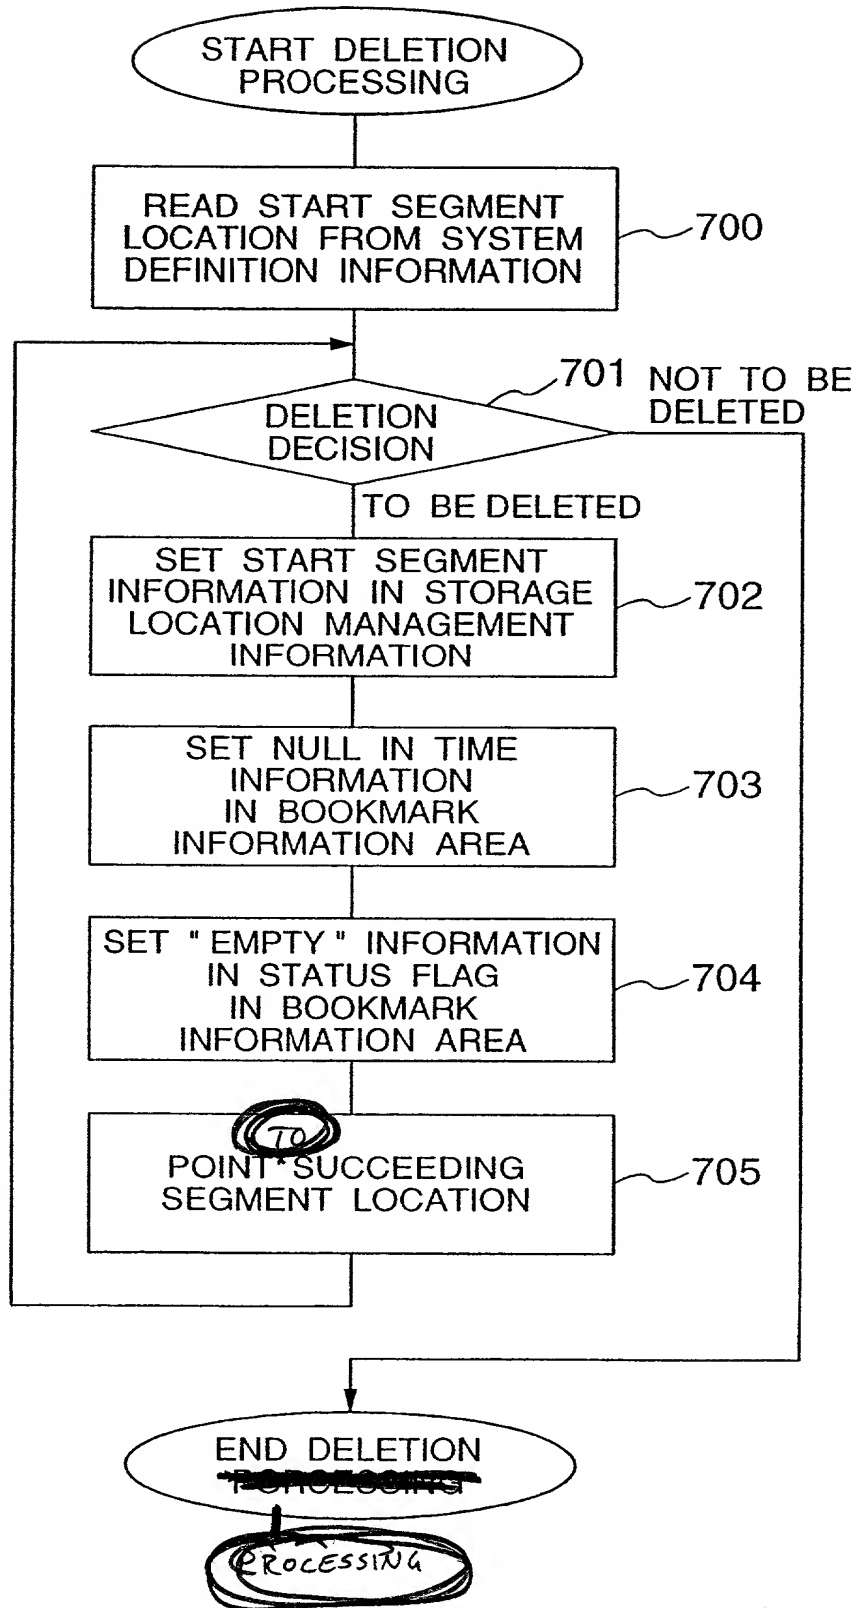 START DELETION
PROCESSING
READ START SEGMENT
LOCATION FROM SYSTEM
DEFINITION INFORMATION
700
701
NOT TO BE
DELETED
DELETION
DECISION
TO BE DELETED
SET START SEGMENT
INFORMATION IN STORAGE
LOCATION MANAGEMENT
INFORMATION
702
SET NULL IN TIME
INFORMATION
IN BOOKMARK
INFORMATION AREA
703
SET "EMPTY" INFORMATION
IN STATUS FLAG
IN BOOKMARK
INFORMATION AREA
704
TO
POINT ^ SUCCEEDING
SEGMENT LOCATION
705
END DELETION
PORCESSING
PROCESSING